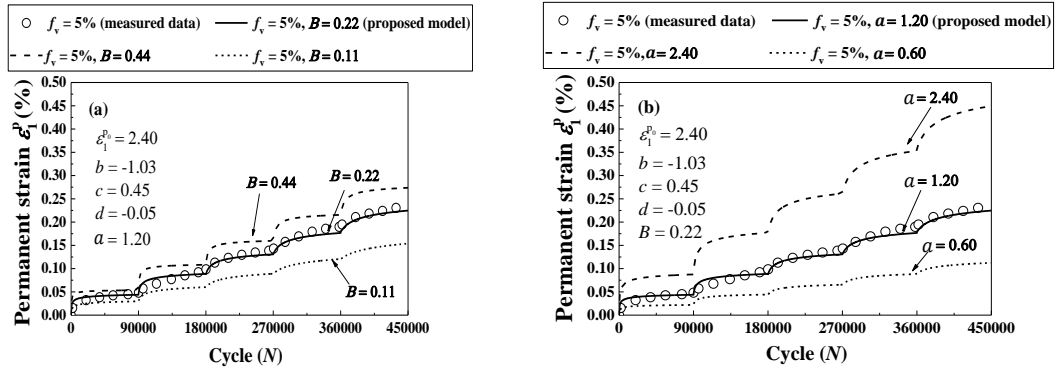 f_v = 5% (measured data) f_v = 5%, B = 0.22 (proposed model)
f_v = 5%, B = 0.44 f_v = 5%, B = 0.11
Permanent strain ε₁ᵖ (%)
0.50
0.45
0.40
0.35
0.30
0.25
0.20
0.15
0.10
0.05
0.00
(a)
ε₁ᵖ⁰ = 2.40
b = -1.03
c = 0.45
d = -0.05
a = 1.20
B = 0.44
B = 0.22
B = 0.11
0 90000 180000 270000 360000 450000
Cycle (N)
f_v = 5% (measured data) f_v = 5%, a = 1.20 (proposed model)
f_v = 5%, a = 2.40 f_v = 5%, a = 0.60
Permanent strain ε₁ᵖ (%)
0.50
0.45
0.40
0.35
0.30
0.25
0.20
0.15
0.10
0.05
0.00
(b)
ε₁ᵖ⁰ = 2.40
b = -1.03
c = 0.45
d = -0.05
B = 0.22
a = 2.40
a = 1.20
a = 0.60
0 90000 180000 270000 360000 450000
Cycle (N)